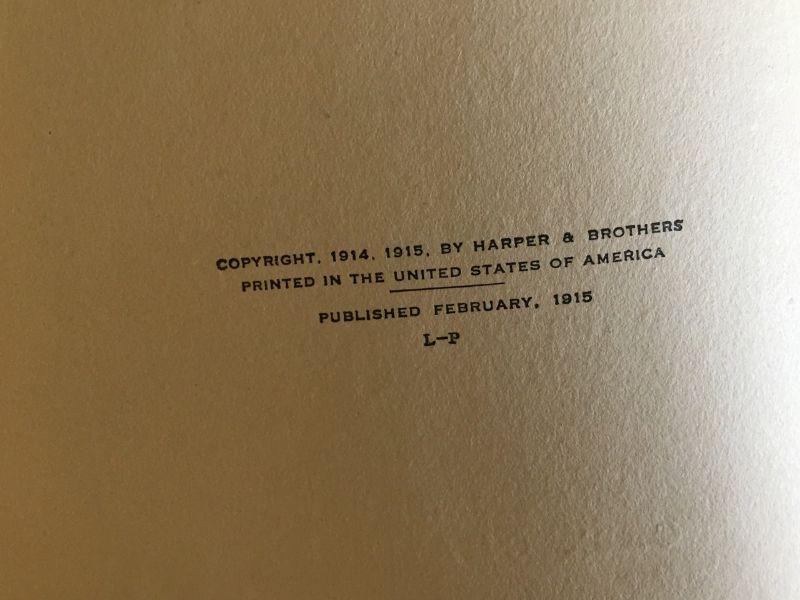 COPYRIGHT, 1914, 1915, BY HARPER & BROTHERS
PRINTED IN THE UNITED STATES OF AMERICA
PUBLISHED FEBRUARY, 1915
L-P